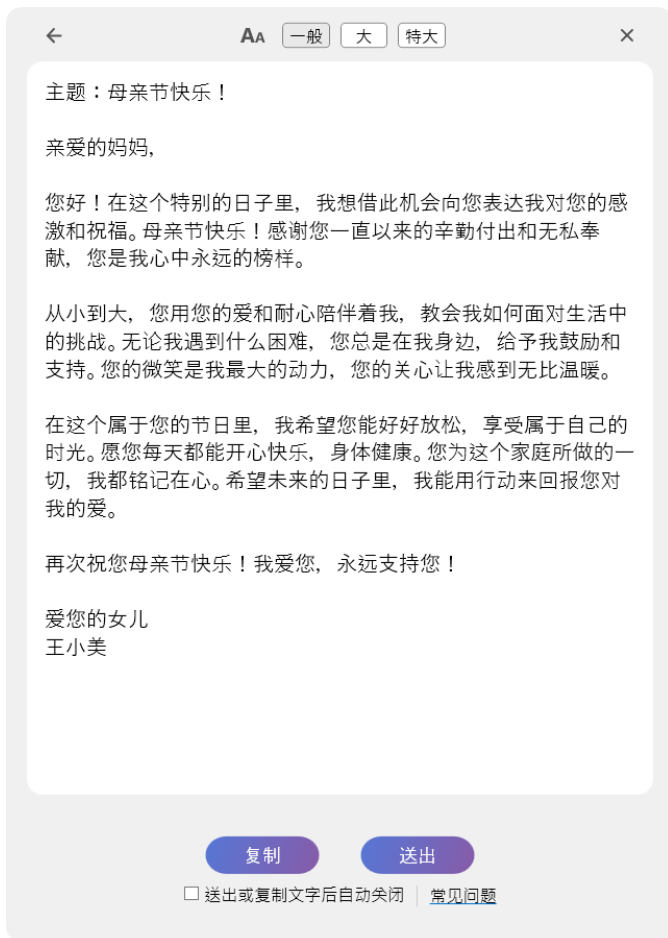 AA 一般 大 特大
主题：母亲节快乐！
亲爱的妈妈，
您好！在这个特别的日子里，我想借此机会向您表达我对您的感
激和祝福。母亲节快乐！感谢您一直以来的辛勤付出和无私奉
献，您是我心中永远的榜样。
从小到大，您用您的爱和耐心陪伴着我，教会我如何面对生活中
的挑战。无论我遇到什么困难，您总是在我身边，给予我鼓励和
支持。您的微笑是我最大的动力，您的关心让我感到无比温暖。
在这个属于您的节日里，我希望您能好好放松，享受属于自己的
时光。愿您每天都能开心快乐，身体健康。您为这个家庭所做的一
切，我都铭记在心。希望未来的日子里，我能用行动来回报您对
我的爱。
再次祝您母亲节快乐！我爱您，永远支持您！
爱您的女儿
王小美
复制 送出
送出或复制文字后自动关闭 常见问题